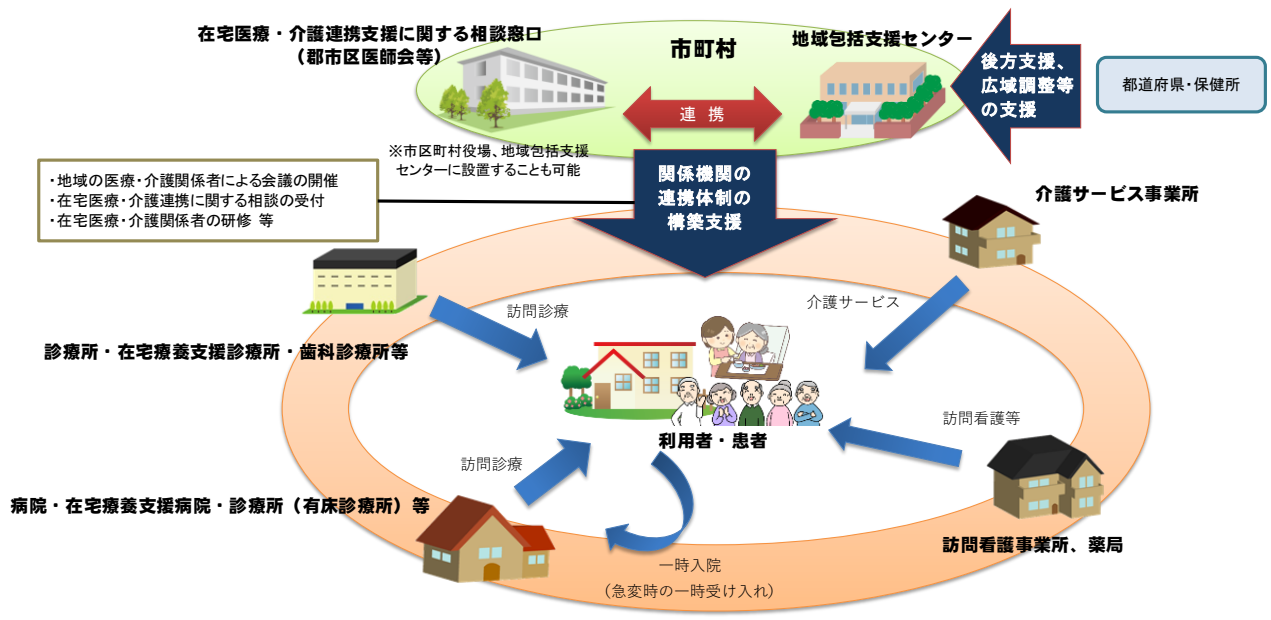 在宅医療・介護連携支援に関する相談窓口
（郡市区医師会等）
市町村
地域包括支援センター
後方支援、
広域調整等
の支援
都道府県・保健所
連 携
※市区町村役場、地域包括支援
センターに設置することも可能
・地域の医療・介護関係者による会議の開催
・在宅医療・介護連携に関する相談の受付
・在宅医療・介護関係者の研修 等
関係機関の
連携体制の
構築支援
介護サービス事業所
訪問診療
介護サービス
診療所・在宅療養支援診療所・歯科診療所等
訪問看護等
利用者・患者
訪問診療
病院・在宅療養支援病院・診療所（有床診療所）等
訪問看護事業所、薬局
一時入院
(急変時の一時受け入れ)